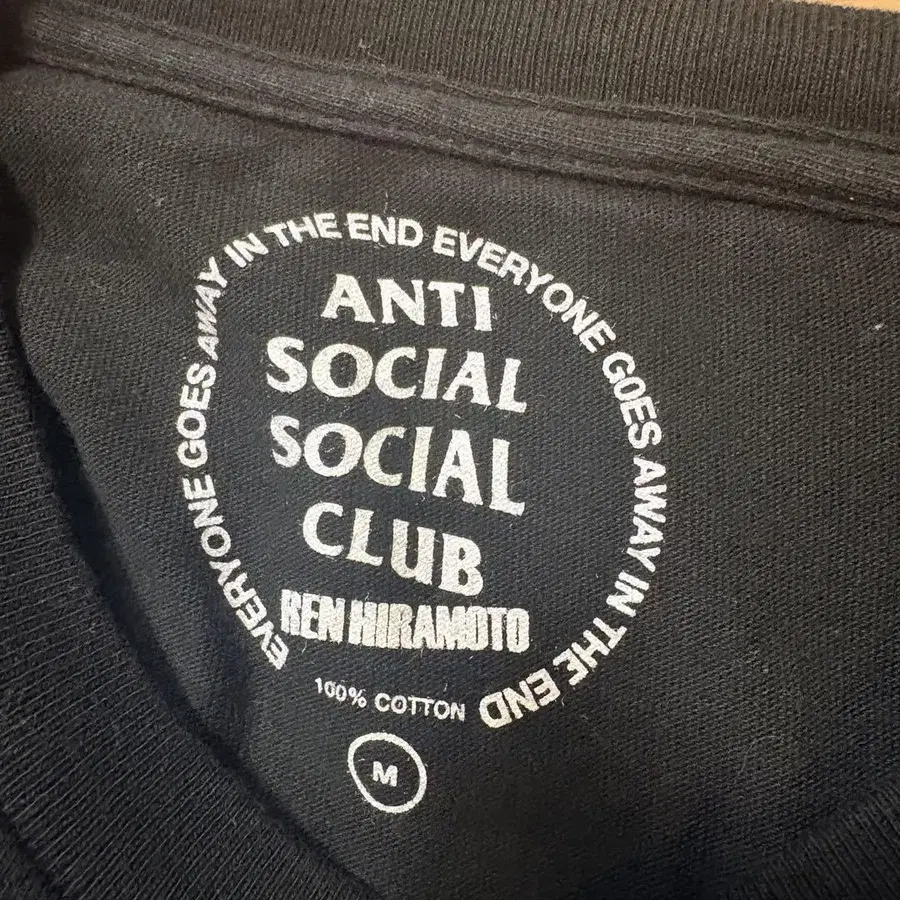 EVERYONE GOES AWAY IN THE END EVERYONE GOES AWAY IN THE END
ANTI
SOCIAL
SOCIAL
CLUB
REN HIRAMOTO
100% COTTON
M